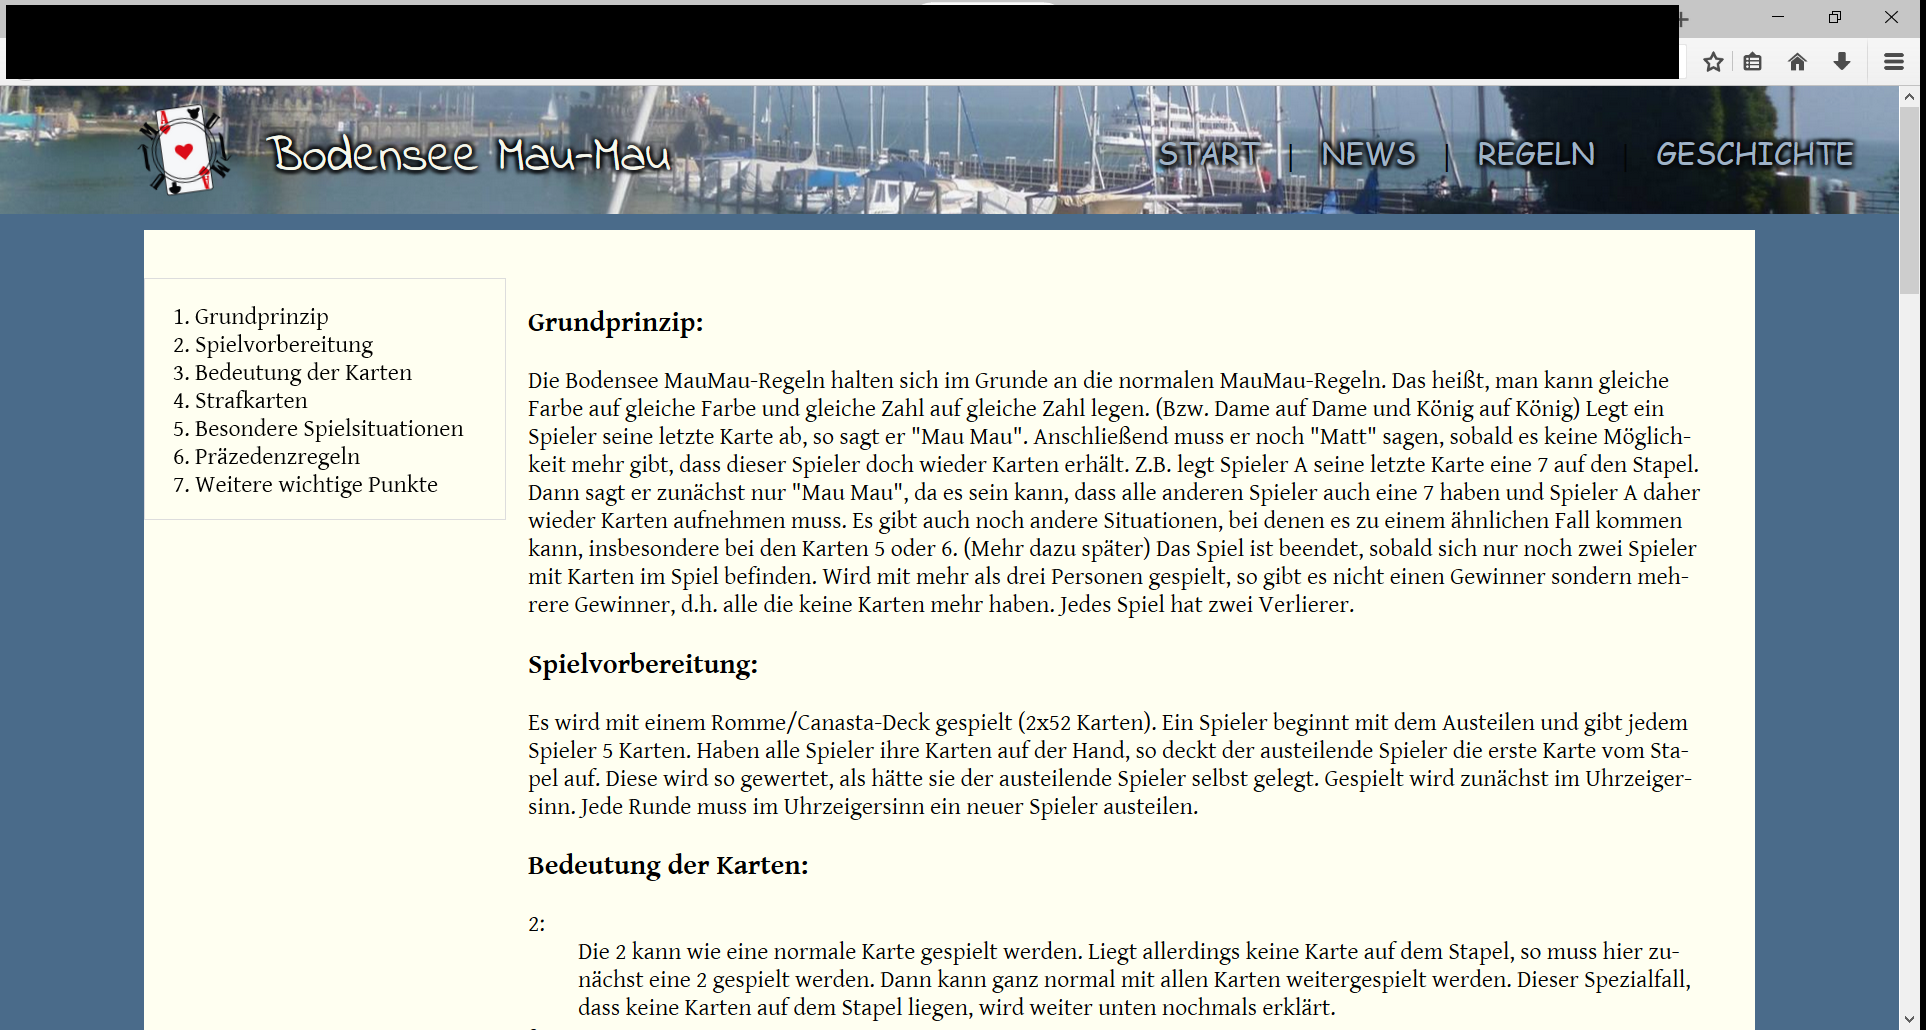 Bodensee Mau-Mau
START | NEWS | REGELN | GESCHICHTE
1. Grundprinzip
2. Spielvorbereitung
3. Bedeutung der Karten
4. Strafkarten
5. Besondere Spielsituationen
6. Präzedenzregeln
7. Weitere wichtige Punkte
Grundprinzip:
Die Bodensee MauMau-Regeln halten sich im Grunde an die normalen MauMau-Regeln. Das heißt, man kann gleiche
Farbe auf gleiche Farbe und gleiche Zahl auf gleiche Zahl legen. (Bzw. Dame auf Dame und König auf König) Legt ein
Spieler seine letzte Karte ab, so sagt er "Mau Mau". Anschließend muss er noch "Matt" sagen, sobald es keine Möglich-
keit mehr gibt, dass dieser Spieler doch wieder Karten erhält. Z.B. legt Spieler A seine letzte Karte eine 7 auf den Stapel.
Dann sagt er zunächst nur "Mau Mau", da es sein kann, dass alle anderen Spieler auch eine 7 haben und Spieler A daher
wieder Karten aufnehmen muss. Es gibt auch noch andere Situationen, bei denen es zu einem ähnlichen Fall kommen
kann, insbesondere bei den Karten 5 oder 6. (Mehr dazu später) Das Spiel ist beendet, sobald sich nur noch zwei Spieler
mit Karten im Spiel befinden. Wird mit mehr als drei Personen gespielt, so gibt es nicht einen Gewinner sondern meh-
rere Gewinner, d.h. alle die keine Karten mehr haben. Jedes Spiel hat zwei Verlierer.
Spielvorbereitung:
Es wird mit einem Romme/Canasta-Deck gespielt (2x52 Karten). Ein Spieler beginnt mit dem Austeilen und gibt jedem
Spieler 5 Karten. Haben alle Spieler ihre Karten auf der Hand, so deckt der austeilende Spieler die erste Karte vom Sta-
pel auf. Diese wird so gewertet, als hätte sie der austeilende Spieler selbst gelegt. Gespielt wird zunächst im Uhrzeiger-
sinn. Jede Runde muss im Uhrzeigersinn ein neuer Spieler austeilen.
Bedeutung der Karten:
2:
Die 2 kann wie eine normale Karte gespielt werden. Liegt allerdings keine Karte auf dem Stapel, so muss hier zu-
nächst eine 2 gespielt werden. Dann kann ganz normal mit allen Karten weitergespielt werden. Dieser Spezialfall,
dass keine Karten auf dem Stapel liegen, wird weiter unten nochmals erklärt.